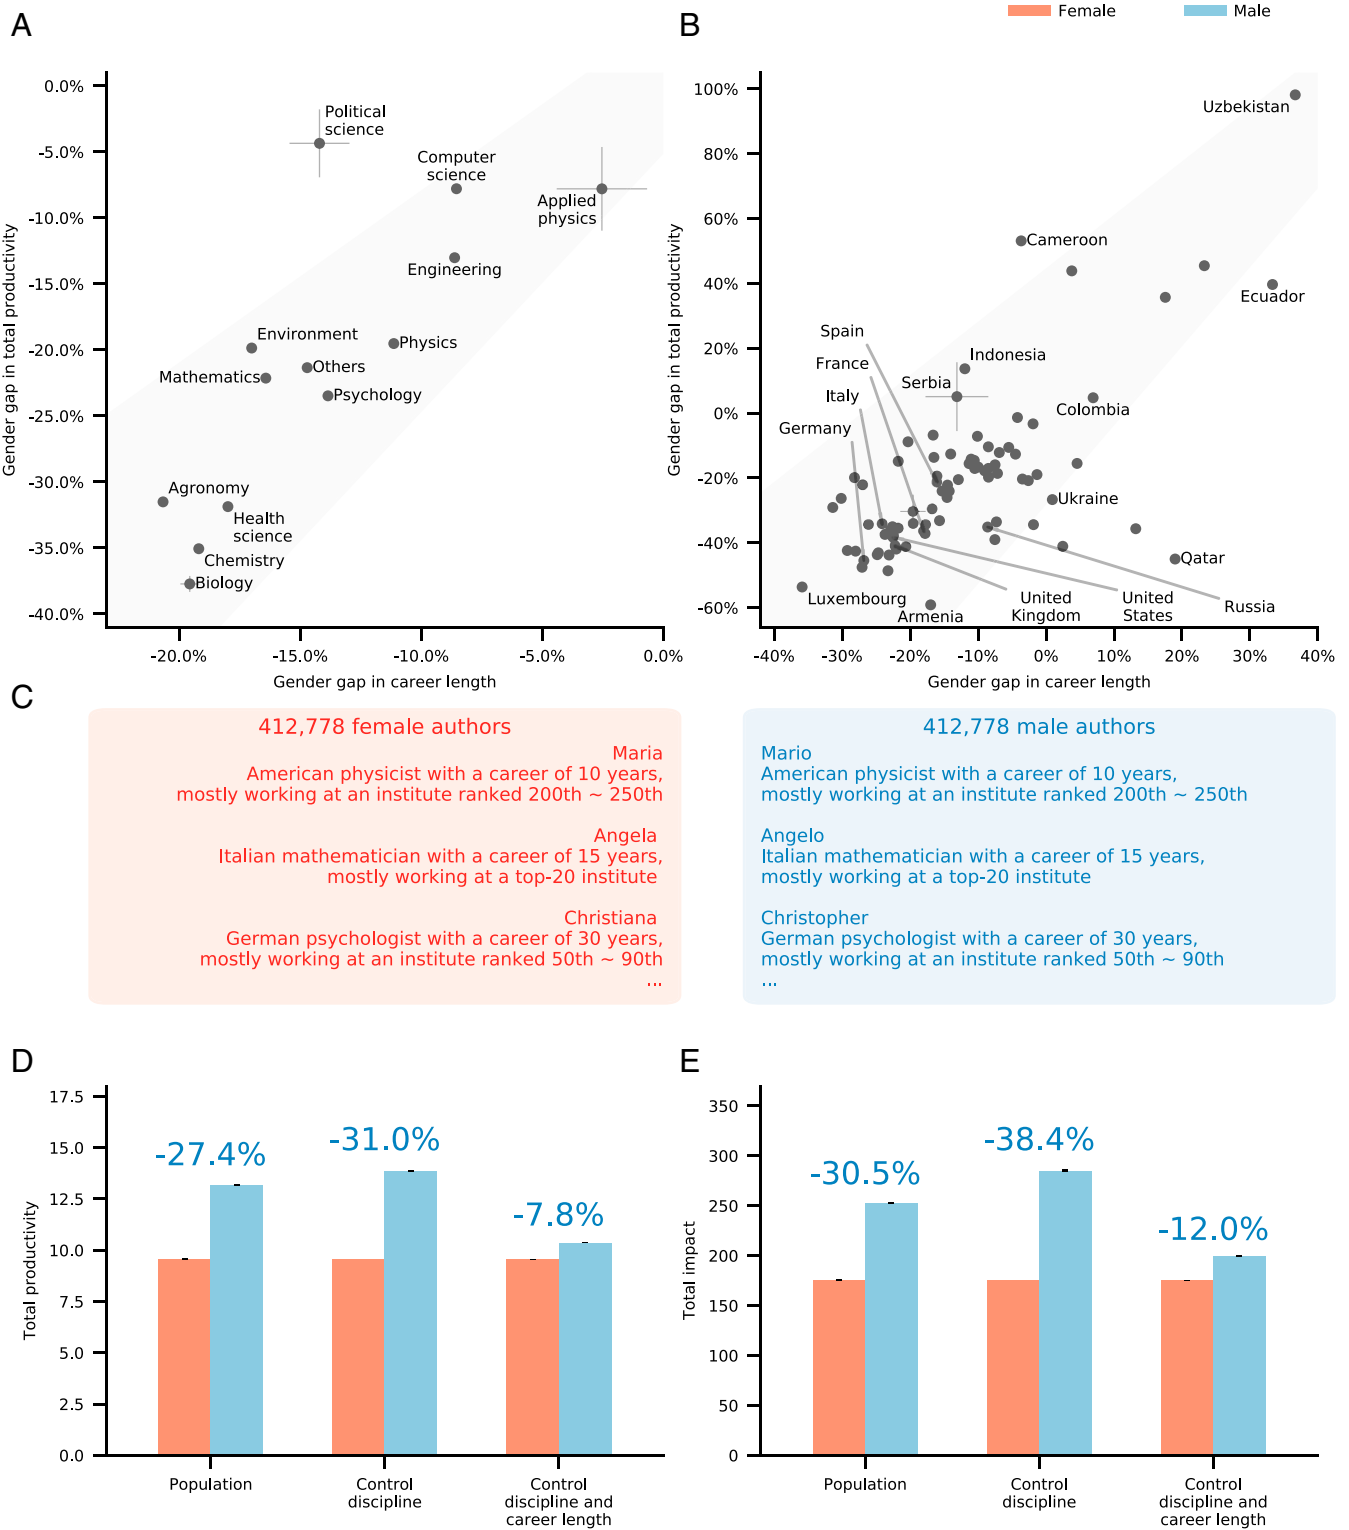 A
B
Female
Male
0.0%
-5.0%
-10.0%
-15.0%
-20.0%
-25.0%
-30.0%
-35.0%
-40.0%
Gender gap in total productivity
Political
science
Computer
science
Applied
physics
Engineering
Environment
Physics
Others
Mathematics
Psychology
Agronomy
Health
science
Chemistry
Biology
-20.0%
-15.0%
-10.0%
-5.0%
0.0%
Gender gap in career length
100%
80%
60%
40%
20%
0%
-20%
-40%
-60%
Gender gap in total productivity
Uzbekistan
Cameroon
Ecuador
Spain
France
Indonesia
Serbia
Italy
Colombia
Germany
Ukraine
Qatar
Luxembourg
Armenia
United
Kingdom
United
States
Russia
-40%
-30%
-20%
-10%
0%
10%
20%
30%
40%
Gender gap in career length
C
412,778 female authors
Maria
American physicist with a career of 10 years,
mostly working at an institute ranked 200th ~ 250th
Angela
Italian mathematician with a career of 15 years,
mostly working at a top-20 institute
Christiana
German psychologist with a career of 30 years,
mostly working at an institute ranked 50th ~ 90th
...
412,778 male authors
Mario
American physicist with a career of 10 years,
mostly working at an institute ranked 200th ~ 250th
Angelo
Italian mathematician with a career of 15 years,
mostly working at a top-20 institute
Christopher
German psychologist with a career of 30 years,
mostly working at an institute ranked 50th ~ 90th
...
D
17.5
15.0
12.5
10.0
7.5
5.0
2.5
0.0
Total productivity
-27.4%
-31.0%
-7.8%
Population
Control
discipline
Control
discipline and
career length
E
350
300
250
200
150
100
50
0
Total impact
-30.5%
-38.4%
-12.0%
Population
Control
discipline
Control
discipline and
career length